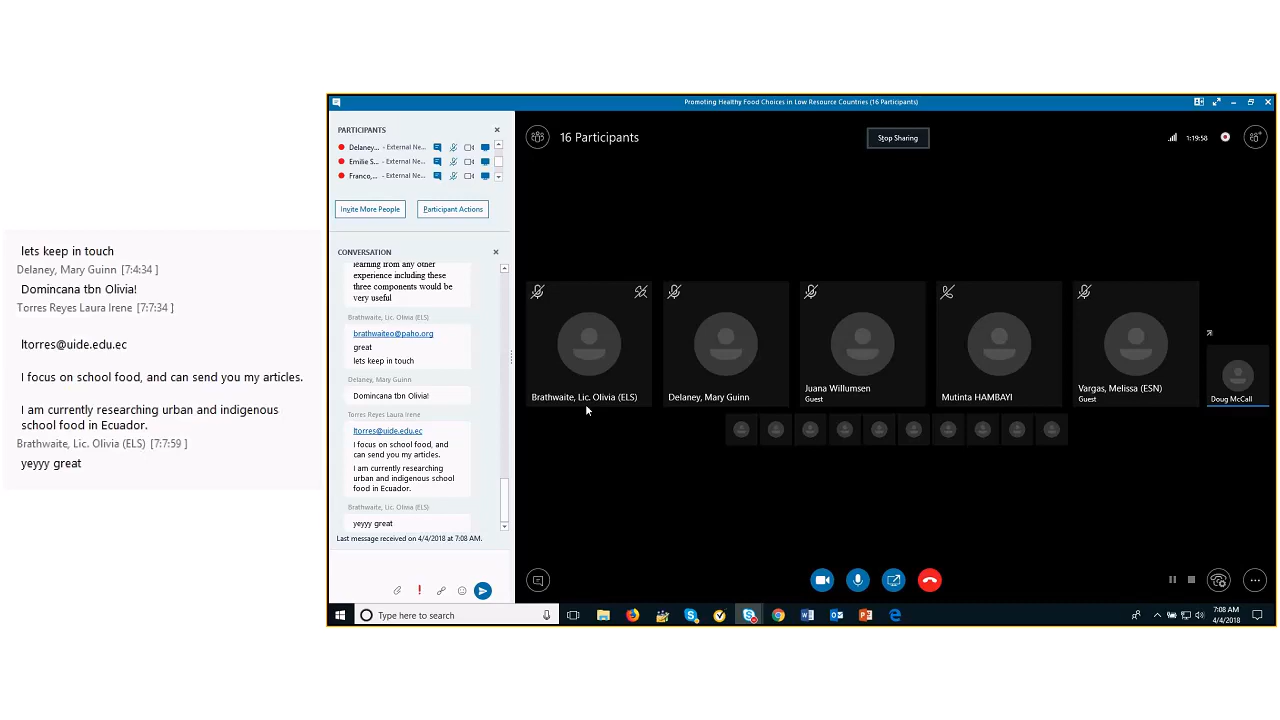 lets keep in touch
Delaney, Mary Guinn [7:4:34 ]
Domincana tbn Olivia!
Torres Reyes Laura Irene [7:7:34 ]
ltorres@uide.edu.ec
I focus on school food, and can send you my articles.
I am currently researching urban and indigenous
school food in Ecuador.
Brathwaite, Lic. Olivia (ELS) [7:7:59 ]
yeyyy great
Promoting Healthy Food Choices in Low Resource Countries (16 Participants)
PARTICIPANTS
Delaney... - External Ne...
Emilie S... - External Ne...
Franco,... - External Ne...
Invite More People
Participant Actions
CONVERSATION
learning from any other
experience including these
three components would be
very useful
Brathwaite, Lic. Olivia (ELS)
brathwaiteo@paho.org
great
lets keep in touch
Delaney, Mary Guinn
Domincana tbn Olivia!
Torres Reyes Laura Irene
ltorres@uide.edu.ec
I focus on school food, and
can send you my articles.
I am currently researching
urban and indigenous school
food in Ecuador.
Brathwaite, Lic. Olivia (ELS)
yeyyy great
Last message received on 4/4/2018 at 7:08 AM.
16 Participants
Stop Sharing
1:19:58
Brathwaite, Lic. Olivia (ELS)
Delaney, Mary Guinn
Juana Willumsen
Guest
Mutinta HAMBAYI
Vargas, Melissa (ESN)
Guest
Doug McCall
Type here to search
7:08 AM
4/4/2018